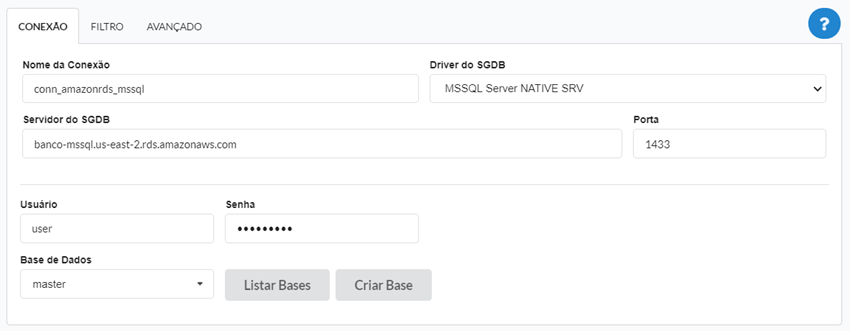 CONEXÃO FILTRO AVANÇADO ?
Nome da Conexão Driver do SGDB
conn_amazonrds_mssql MSSQL Server NATIVE SRV
Servidor do SGDB Porta
banco-mssql.us-east-2.rds.amazonaws.com 1433
Usuário Senha
user •••••••••
Base de Dados
master Listar Bases Criar Base